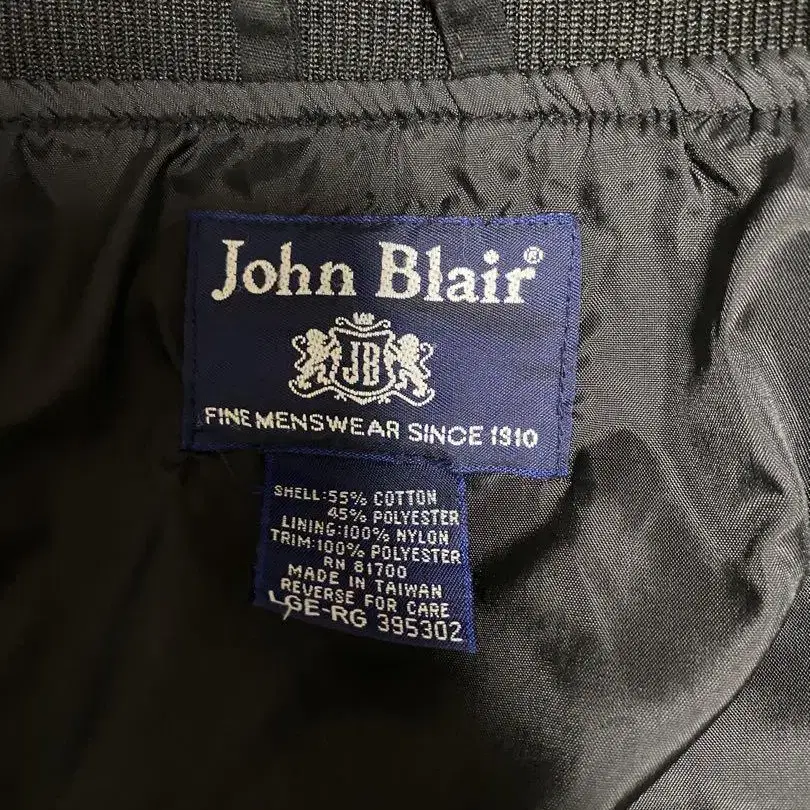 John Blair®
JB
FINE MENSWEAR SINCE 1910
SHELL:55% COTTON
45% POLYESTER
LINING:100% NYLON
TRIM:100% POLYESTER
RN 81700
MADE IN TAIWAN
REVERSE FOR CARE
LGE-RG 395302